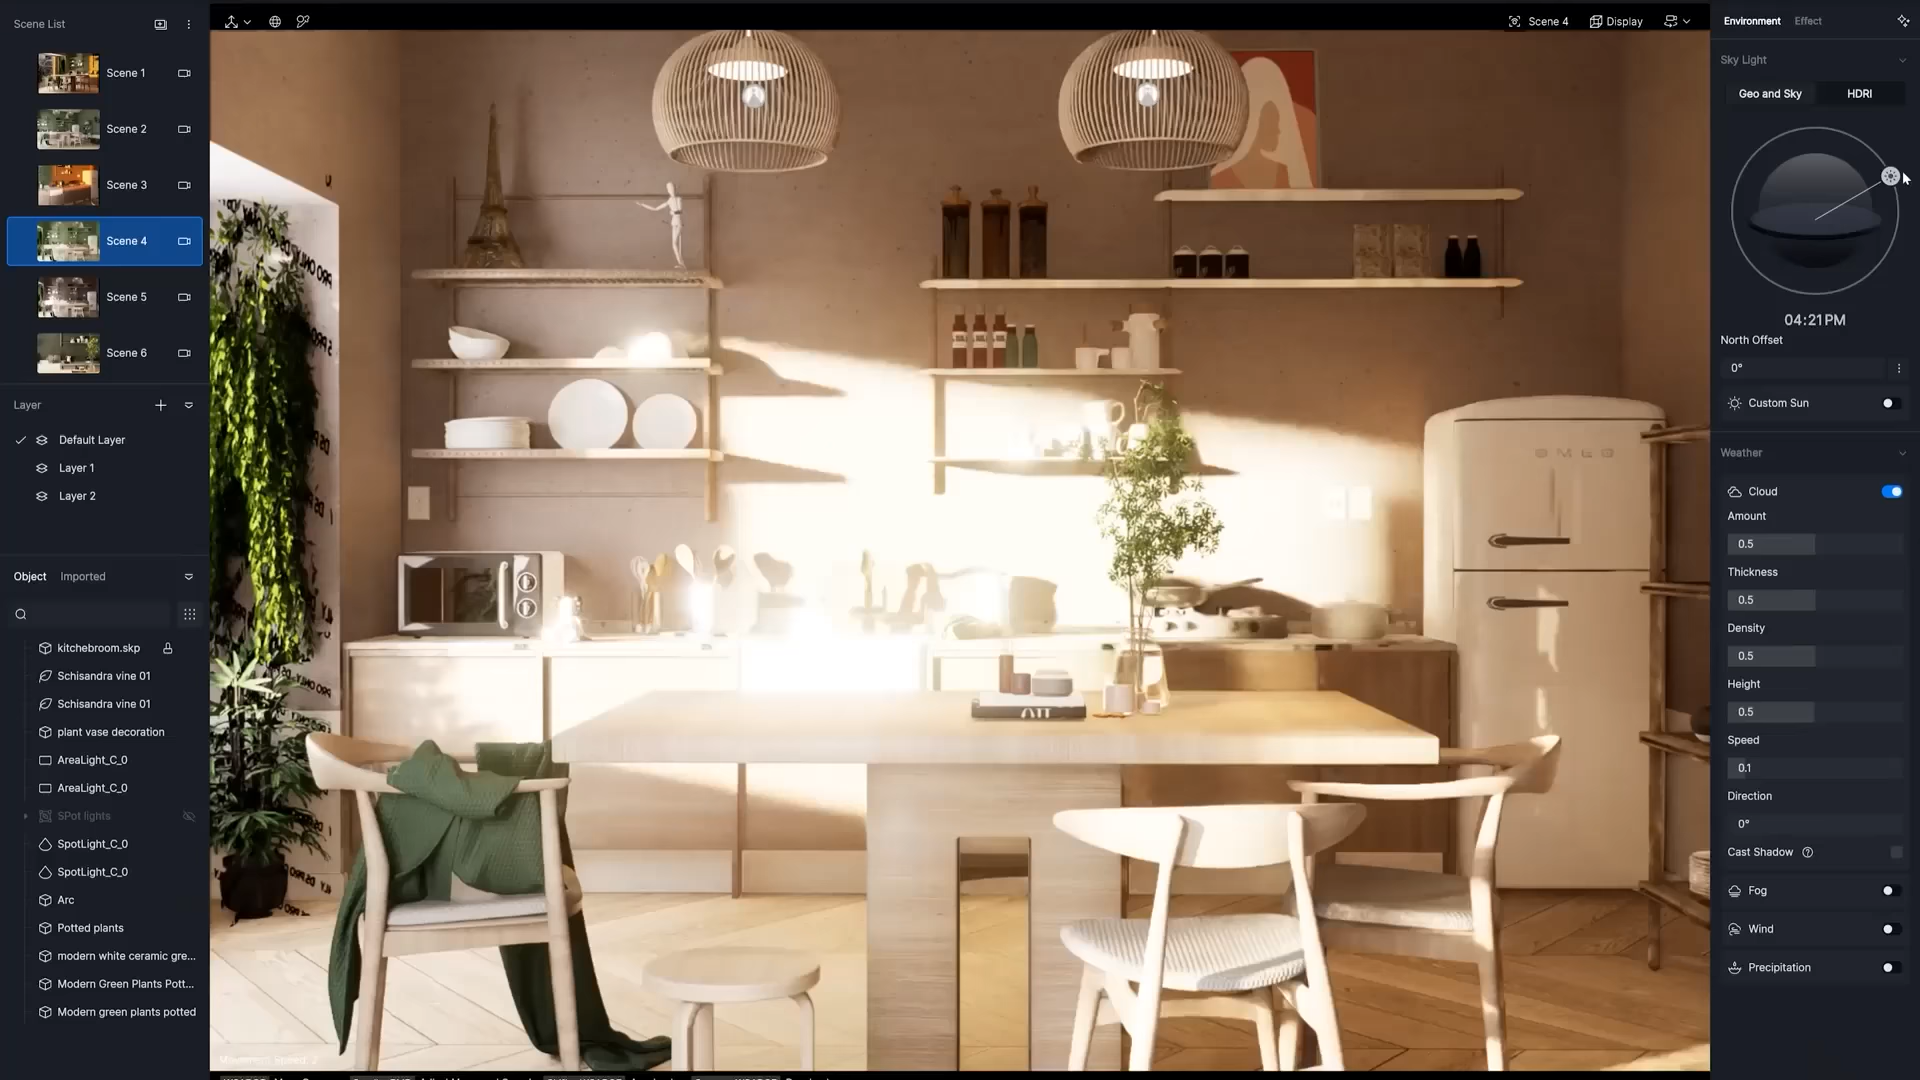 Scene List
Scene 1
Scene 2
Scene 3
Scene 4
Scene 5
Scene 6
Layer
Default Layer
Layer 1
Layer 2
Object Imported
kitchebroom.skp
Schisandra vine 01
Schisandra vine 01
plant vase decoration
AreaLight_C_0
AreaLight_C_0
SPot lights
SpotLight_C_0
SpotLight_C_0
Arc
Potted plants
modern white ceramic gre...
Modern Green Plants Pott...
Modern green plants potted
Scene 4 Display
SMEG
Environment Effect
Sky Light
Geo and Sky HDRI
04:21PM
North Offset
0°
Custom Sun
Weather
Cloud
Amount
0.5
Thickness
0.5
Density
0.5
Height
0.5
Speed
0.1
Direction
0°
Cast Shadow
Fog
Wind
Precipitation